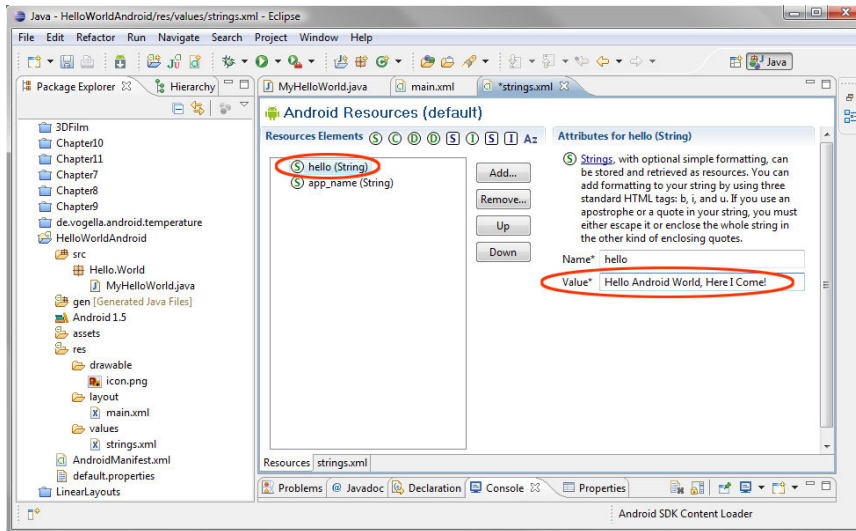 Java - HelloWorldAndroid/res/values/strings.xml - Eclipse
File Edit Refactor Run Navigate Search Project Window Help
Java
Package Explorer Hierarchy
MyHelloWorld.java main.xml *strings.xml
3DFilm
Chapter10
Chapter11
Chapter7
Chapter8
Chapter9
de.vogella.android.temperature
HelloWorldAndroid
src
Hello.World
MyHelloWorld.java
gen [Generated Java Files]
Android 1.5
assets
res
drawable
icon.png
layout
main.xml
values
strings.xml
AndroidManifest.xml
default.properties
LinearLayouts
Android Resources (default)
Resources Elements S C D D S I S I Az
S hello (String)
S app_name (String)
Add...
Remove...
Up
Down
Attributes for hello (String)
S Strings, with optional simple formatting, can
be stored and retrieved as resources. You can
add formatting to your string by using three
standard HTML tags: b, i, and u. If you use an
apostrophe or a quote in your string, you must
either escape it or enclose the whole string in
the other kind of enclosing quotes.
Name* hello
Value* Hello Android World, Here I Come!
Resources strings.xml
Problems @ Javadoc Declaration Console Properties
Android SDK Content Loader